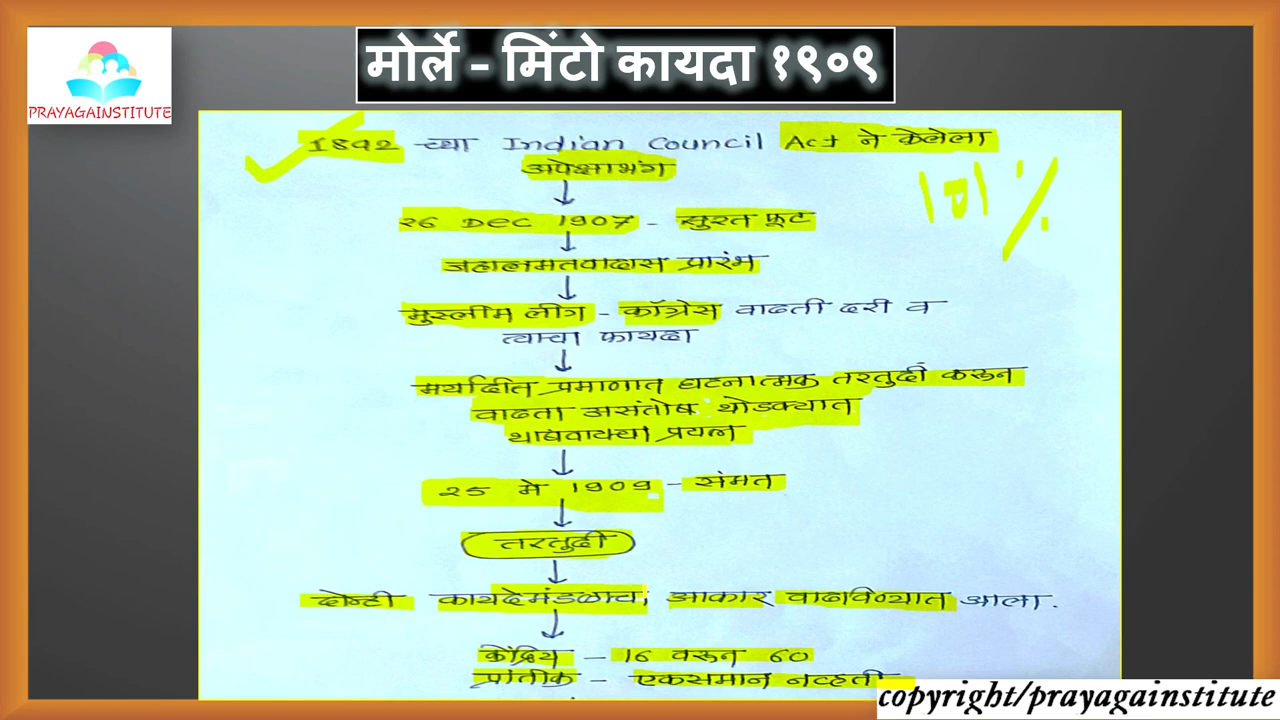 PRAYAGAINSTITUTE
मोर्ले - मिंटो कायदा १९०९
1892 च्या Indian Council Act ने केलेला
अपेक्षाभंग
26 Dec 1907 - सुरत फूट
जहालमतवादास प्रारंभ
मुस्लीम लीग - काँग्रेस वाढती दरी व
त्याचा फायदा
मर्यादीत प्रमाणात घटनात्मक तरतुदी करून
वाढता असंतोष थोडक्यात
थांबवाच्या प्रयत्न
25 मे 1909 - संमत
तरतुदी
दोन्ही कायदेमंडळाचा आकार वाढविण्यात आला.
केंद्रिय - 16 वरून 60
प्रांतीक - एकसमान नव्हती
101%
copyright/prayagainstitute